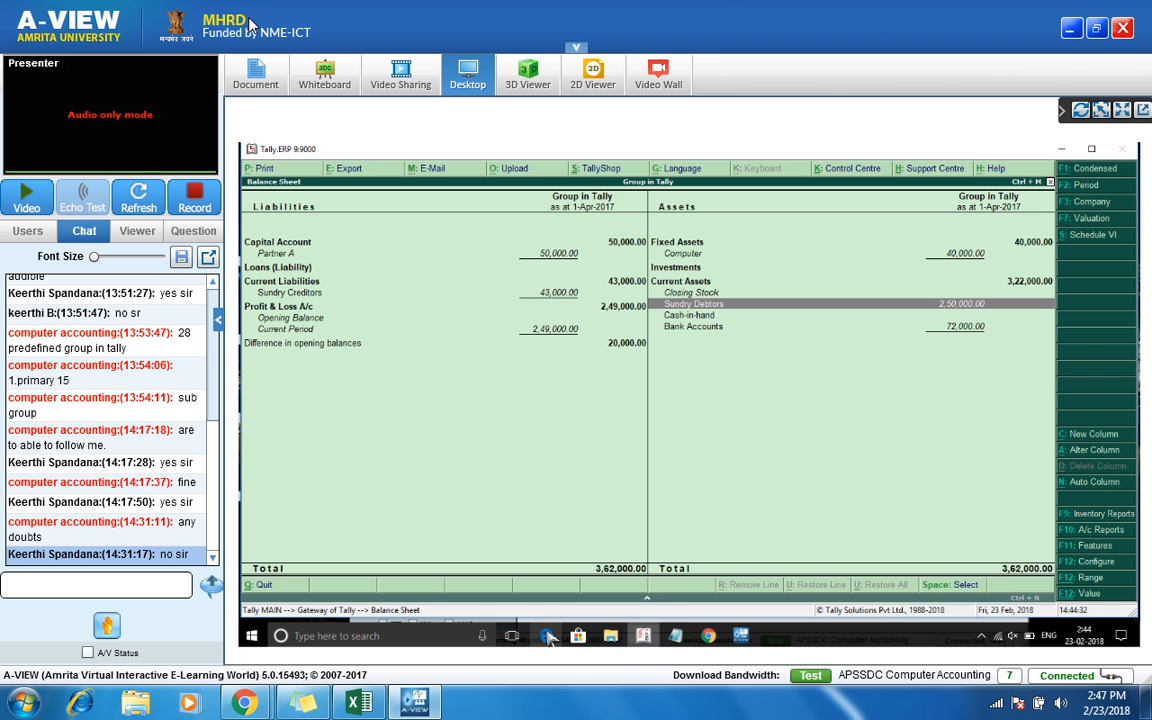 A-VIEW
AMRITA UNIVERSITY
MHRD
Funded by NME-ICT
Presenter
Audio only mode
Video
Echo Test
Refresh
Record
Users
Chat
Viewer
Question
Font Size
audible
Keerthi Spandana:(13:51:27): yes sir
keerthi B:(13:51:47): no sr
computer accounting:(13:53:47): 28
predefined group in tally
computer accounting:(13:54:06):
1.primary 15
computer accounting:(13:54:11): sub
group
computer accounting:(14:17:18): are
to able to follow me.
Keerthi Spandana:(14:17:28): yes sir
computer accounting:(14:17:37): fine
Keerthi Spandana:(14:17:50): yes sir
computer accounting:(14:31:11): any
doubts
Keerthi Spandana:(14:31:17): no sir
A/V Status
Document
abc
Whiteboard
Video Sharing
Desktop
3D Viewer
2D
2D Viewer
Video Wall
Tally.ERP 9:9000
P: Print
E: Export
M: E-Mail
O: Upload
S: TallyShop
G: Language
K: Keyboard
K: Control Centre
H: Support Centre
H: Help
Balance Sheet
Group in Tally
Ctrl + M
Liabilities
Group in Tally
as at 1-Apr-2017
Assets
Group in Tally
as at 1-Apr-2017
Capital Account 50,000.00
Partner A 50,000.00
Loans (Liability)
Current Liabilities 43,000.00
Sundry Creditors 43,000.00
Profit & Loss A/c 2,49,000.00
Opening Balance
Current Period 2,49,000.00
Difference in opening balances 20,000.00
Fixed Assets 40,000.00
Computer 40,000.00
Investments
Current Assets 3,22,000.00
Closing Stock
Sundry Debtors 2,50,000.00
Cash-in-hand
Bank Accounts 72,000.00
Total 3,62,000.00
Total 3,62,000.00
Q: Quit
R: Remove Line
U: Restore Line
U: Restore All
Space: Select
Ctrl + N
Tally MAIN --> Gateway of Tally --> Balance Sheet
© Tally Solutions Pvt Ltd., 1988-2018
Fri, 23 Feb, 2018
14:44:32
F1: Condensed
F2: Period
F3: Company
F7: Valuation
S: Schedule VI
C: New Column
A: Alter Column
D: Delete Column
N: Auto Column
F9: Inventory Reports
F10: A/c Reports
F11: Features
F12: Configure
F12: Range
F12: Value
Type here to search
ENG
2:44
23-02-2018
A-VIEW (Amrita Virtual Interactive E-Learning World) 5.0.15493; © 2007-2017
Download Bandwidth:
Test
APSSDC Computer Accounting
7
Connected
A-VIEW
2:47 PM
2/23/2018